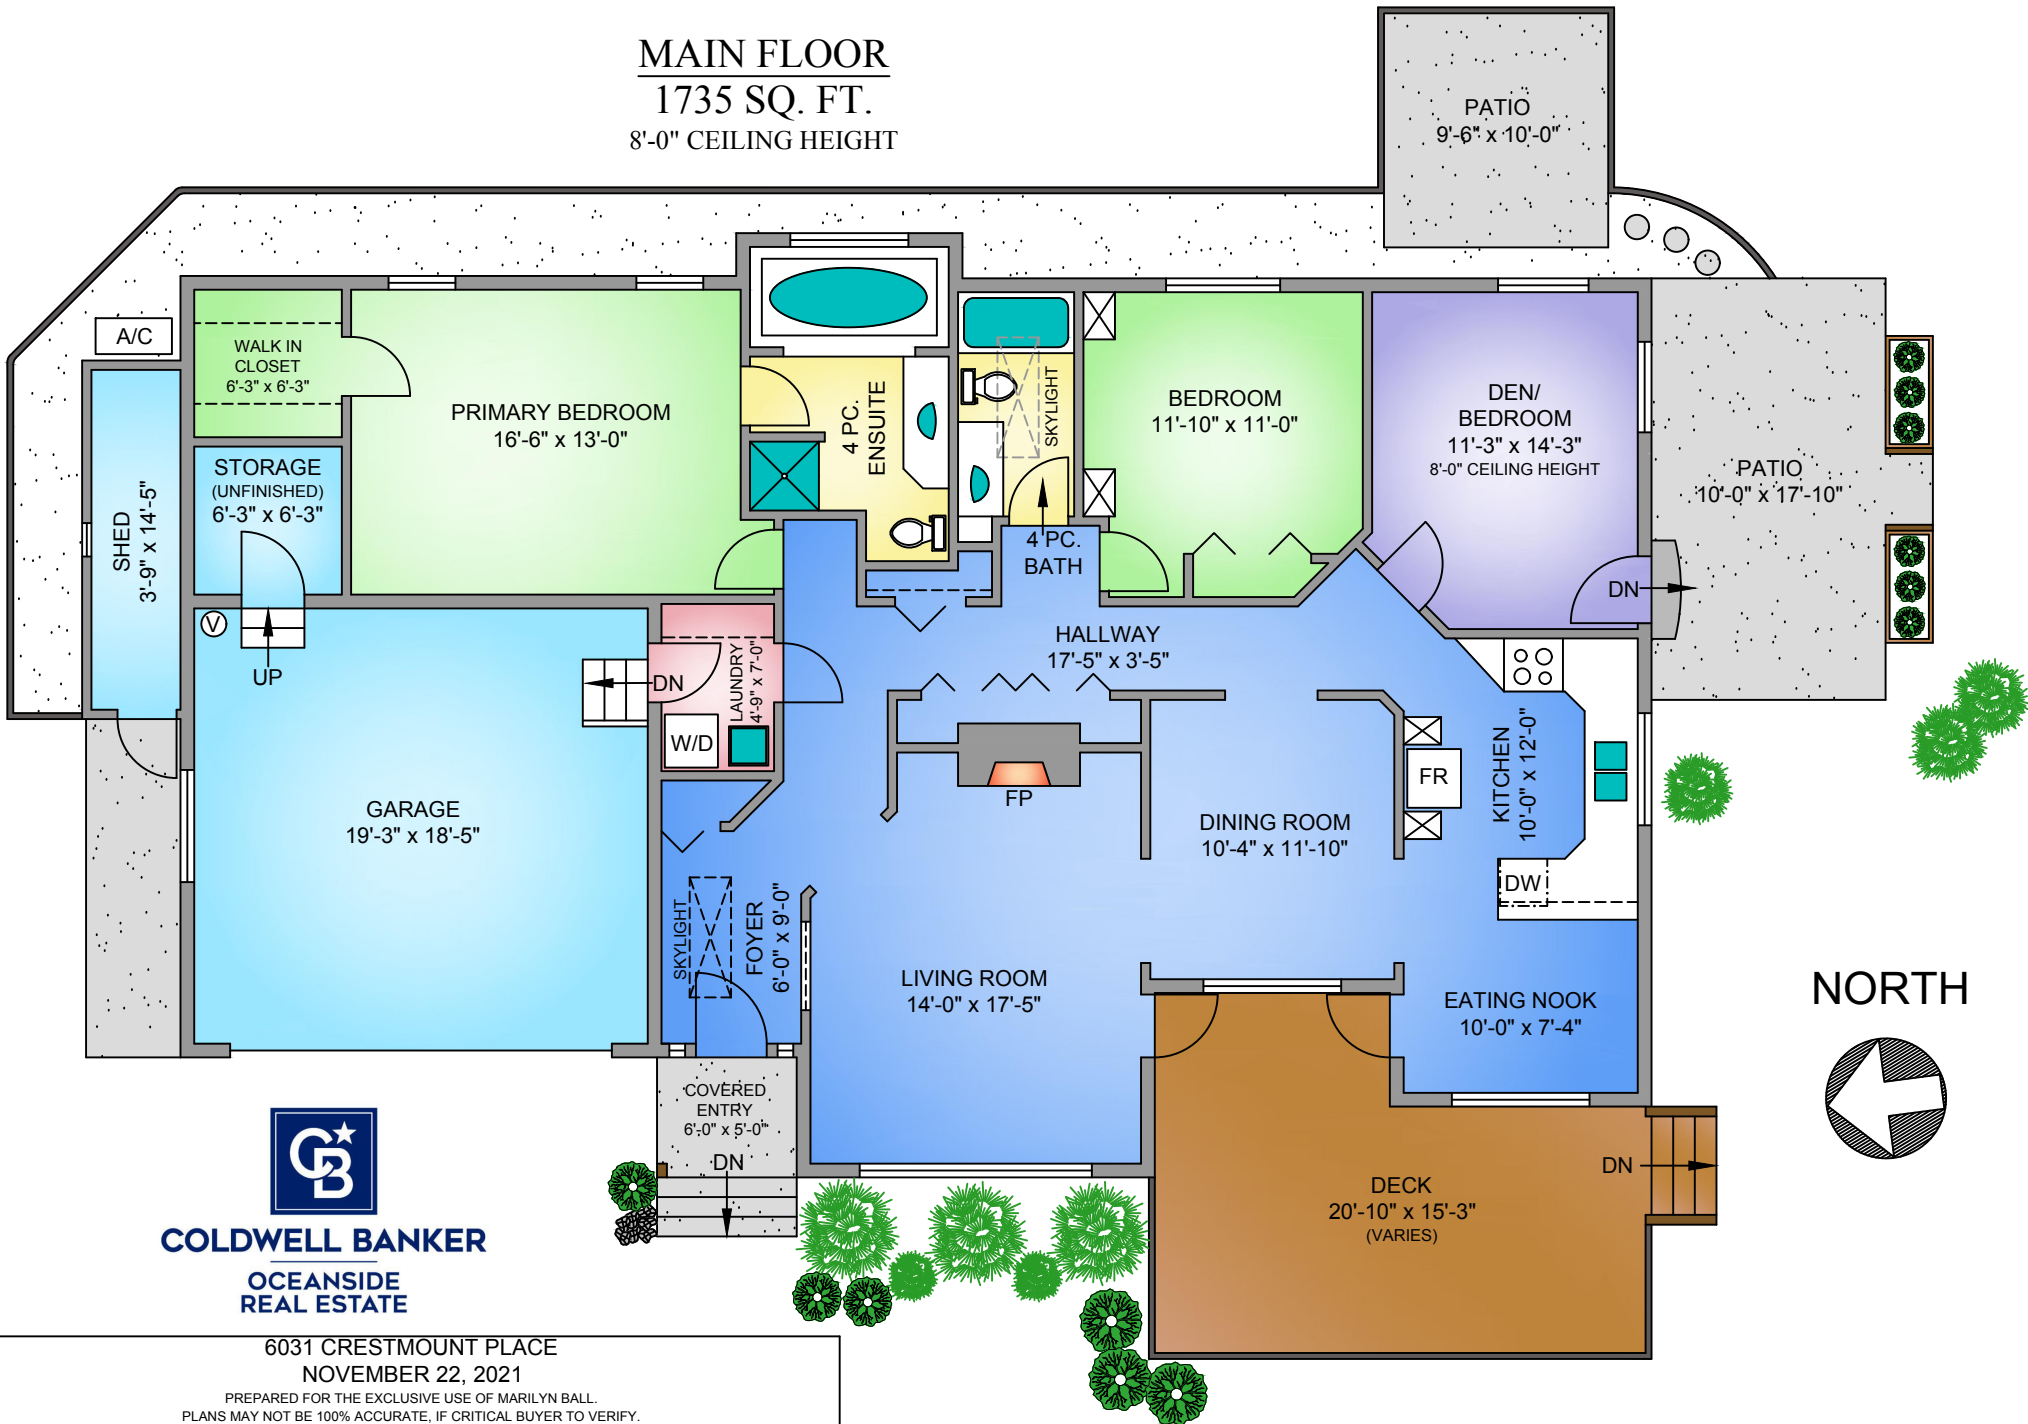 MAIN FLOOR
1735 SQ. FT.
8'-0" CEILING HEIGHT
PATIO
9'-6" x 10'-0"
A/C
WALK IN
CLOSET
6'-3" x 6'-3"
PRIMARY BEDROOM
16'-6" x 13'-0"
4 PC.
ENSUITE
SKYLIGHT
BEDROOM
11'-10" x 11'-0"
DEN/
BEDROOM
11'-3" x 14'-3"
8'-0" CEILING HEIGHT
PATIO
10'-0" x 17'-10"
STORAGE
(UNFINISHED)
6'-3" x 6'-3"
SHED
3'-9" x 14'-5"
4 PC.
BATH
DN
V
UP
DN
LAUNDRY
4'-9" x 7'-0"
W/D
HALLWAY
17'-5" x 3'-5"
GARAGE
19'-3" x 18'-5"
FP
DINING ROOM
10'-4" x 11'-10"
FR
KITCHEN
10'-0" x 12'-0"
DW
SKYLIGHT
FOYER
6'-0" x 9'-0"
LIVING ROOM
14'-0" x 17'-5"
EATING NOOK
10'-0" x 7'-4"
NORTH
COVERED
ENTRY
6'-0" x 5'-0"
DN
DECK
20'-10" x 15'-3"
(VARIES)
DN
CB
COLDWELL BANKER
OCEANSIDE
REAL ESTATE
6031 CRESTMOUNT PLACE
NOVEMBER 22, 2021
PREPARED FOR THE EXCLUSIVE USE OF MARILYN BALL.
PLANS MAY NOT BE 100% ACCURATE, IF CRITICAL BUYER TO VERIFY.